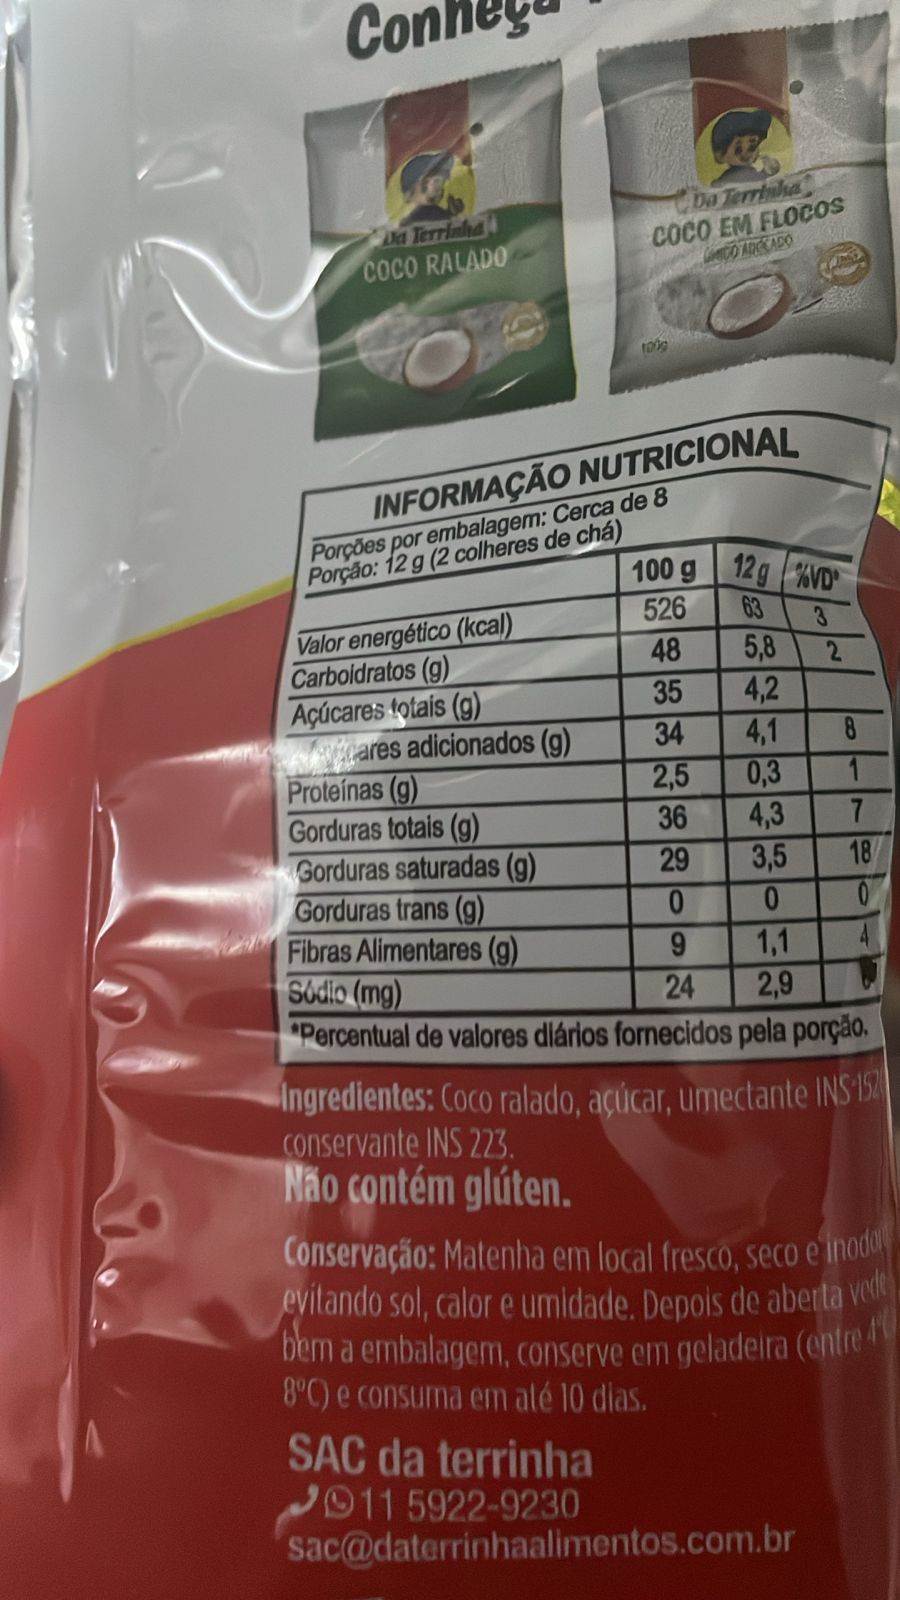 Conheça
Da Terrinha
COCO RALADO
Da Terrinha
COCO EM FLOCOS
ÚMIDO ADOÇADO
100g
INFORMAÇÃO NUTRICIONAL
Porções por embalagem: Cerca de 8
Porção: 12 g (2 colheres de chá)
100 g 12 g %VD*
Valor energético (kcal) 526 63 3
Carboidratos (g) 48 5,8 2
Açúcares totais (g) 35 4,2
adicionados (g) 34 4,1 8
Proteínas (g) 2,5 0,3 1
Gorduras totais (g) 36 4,3 7
Gorduras saturadas (g) 29 3,5 18
Gorduras trans (g) 0 0 0
Fibras Alimentares (g) 9 1,1 4
Sódio (mg) 24 2,9
*Percentual de valores diários fornecidos pela porção.
Ingredientes: Coco ralado, açúcar, umectante INS 1520
conservante INS 223.
Não contém glúten.
Conservação: Matenha em local fresco, seco e
evitando sol, calor e umidade. Depois de aberta
bem a embalagem, conserve em geladeira (entre 4°C
8°C) e consuma em até 10 dias.
SAC da terrinha
11 5922-9230
sac@daterrinhaalimentos.com.br